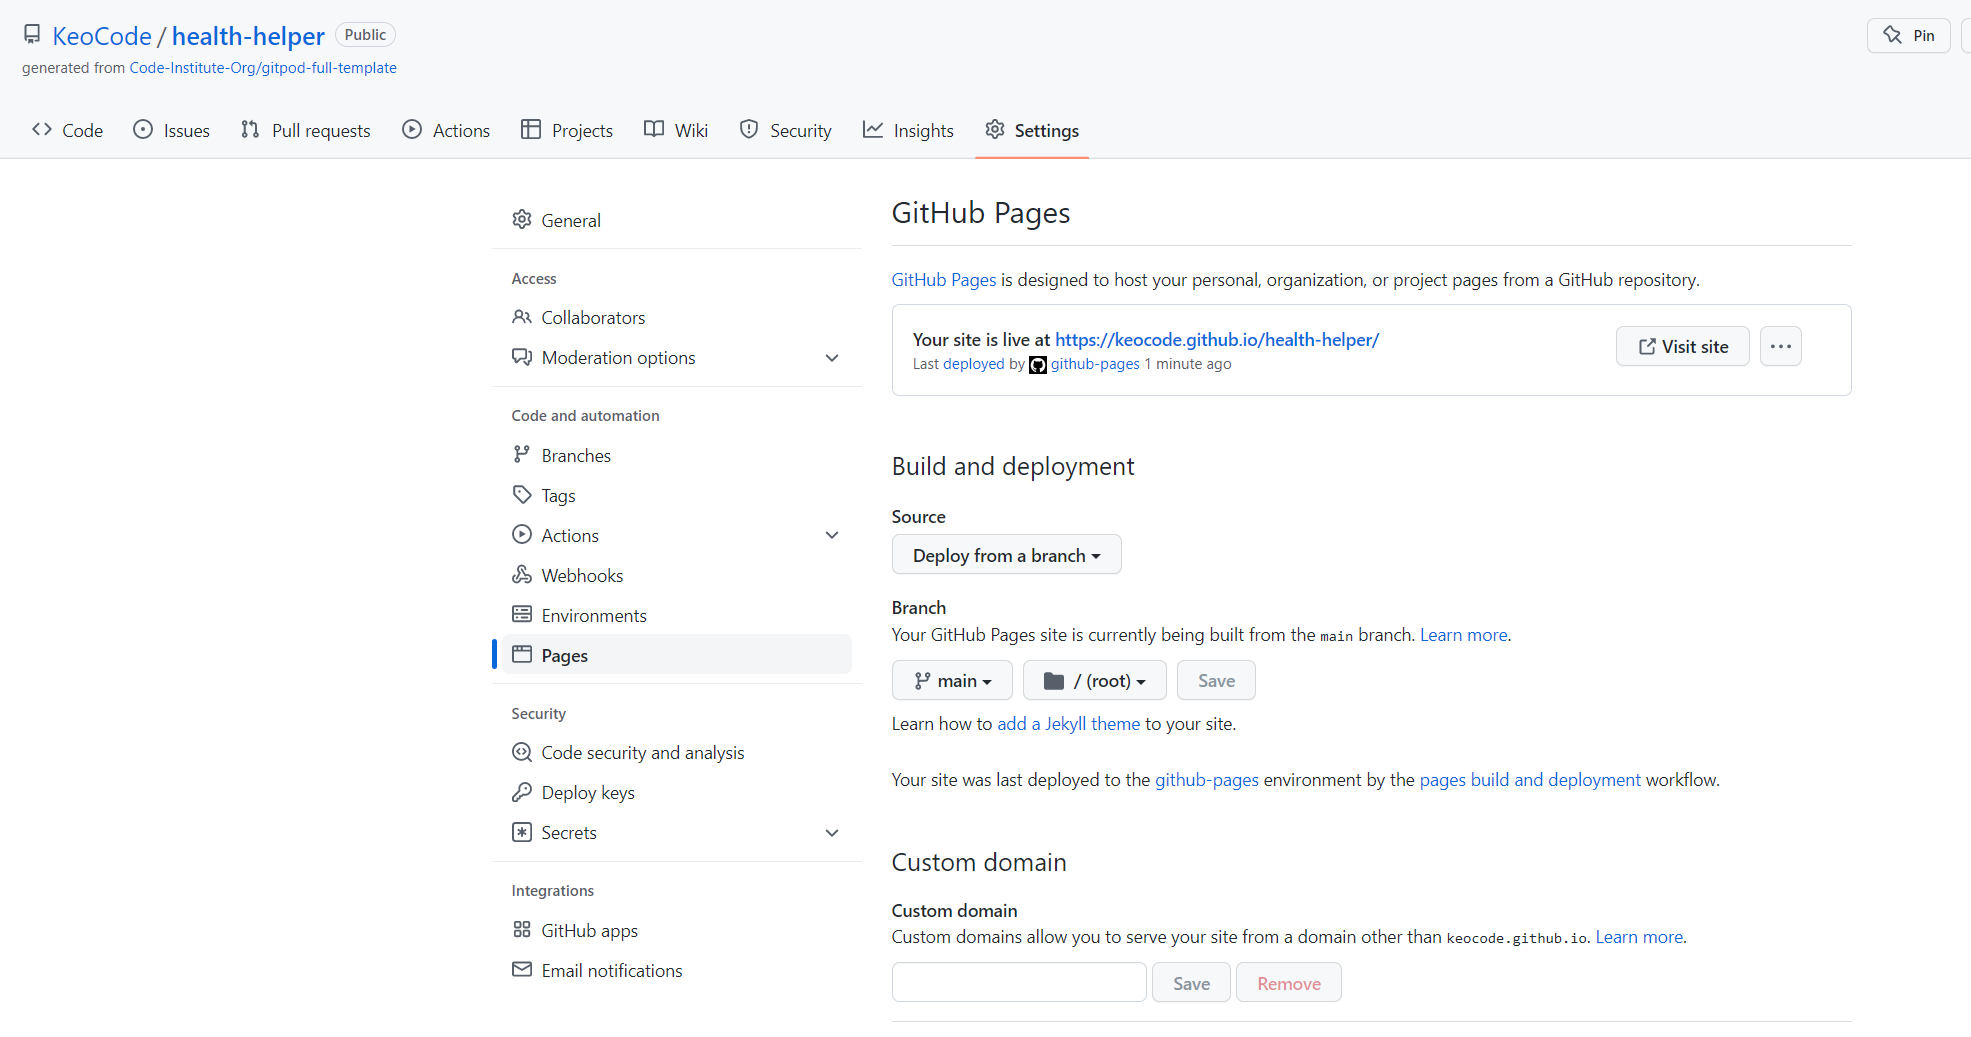 KeoCode / health-helper Public
Pin
generated from Code-Institute-Org/gitpod-full-template
Code Issues Pull requests Actions Projects Wiki Security Insights Settings
General
Access
Collaborators
Moderation options
Code and automation
Branches
Tags
Actions
Webhooks
Environments
Pages
Security
Code security and analysis
Deploy keys
Secrets
Integrations
GitHub apps
Email notifications
GitHub Pages
GitHub Pages is designed to host your personal, organization, or project pages from a GitHub repository.
Your site is live at https://keocode.github.io/health-helper/
Last deployed by github-pages 1 minute ago
Visit site
Build and deployment
Source
Deploy from a branch
Branch
Your GitHub Pages site is currently being built from the main branch. Learn more.
main / (root) Save
Learn how to add a Jekyll theme to your site.
Your site was last deployed to the github-pages environment by the pages build and deployment workflow.
Custom domain
Custom domain
Custom domains allow you to serve your site from a domain other than keocode.github.io. Learn more.
Save Remove